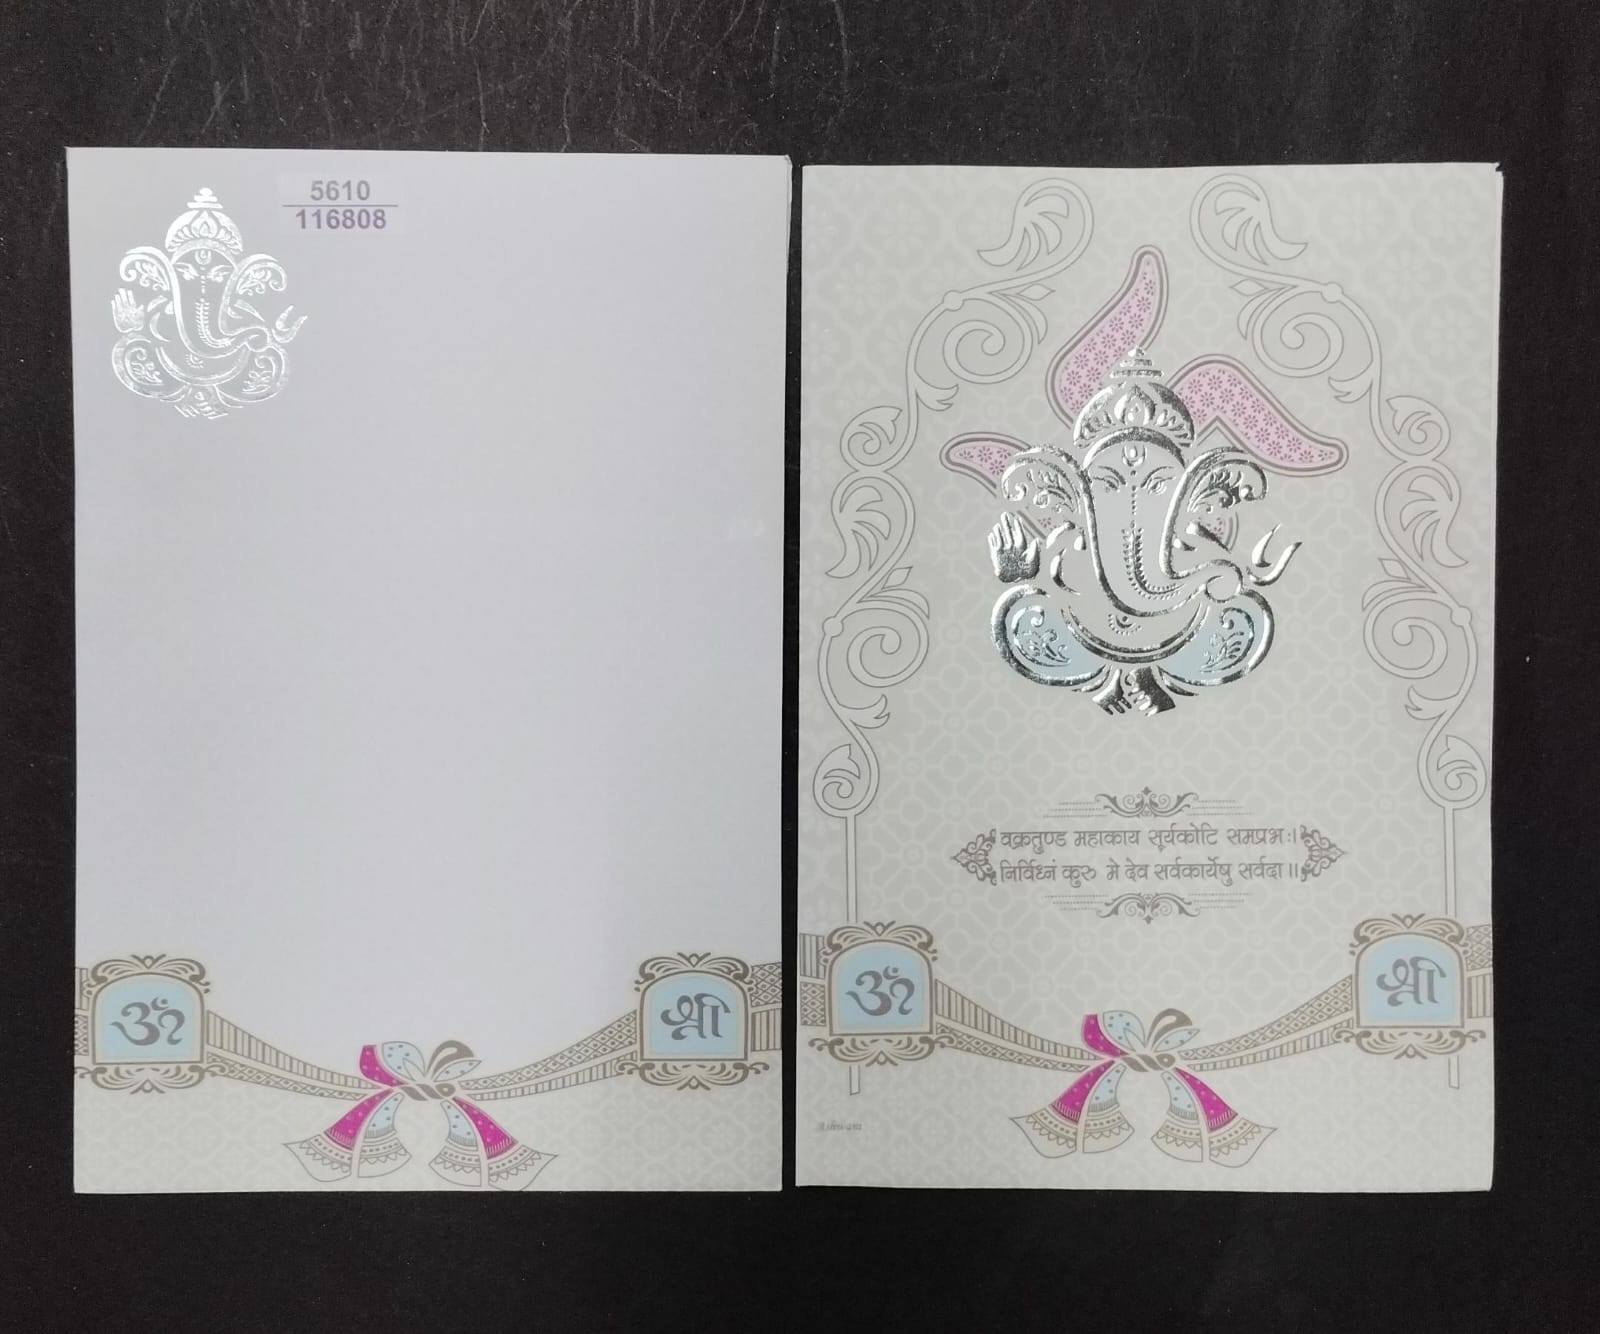 5610
116808
ॐ
श्री
वक्रतुण्ड महाकाय सूर्यकोटि समप्रभः।
निर्विध्नं कुरु मे देव सर्वकार्येषु सर्वदा॥
ॐ
श्री